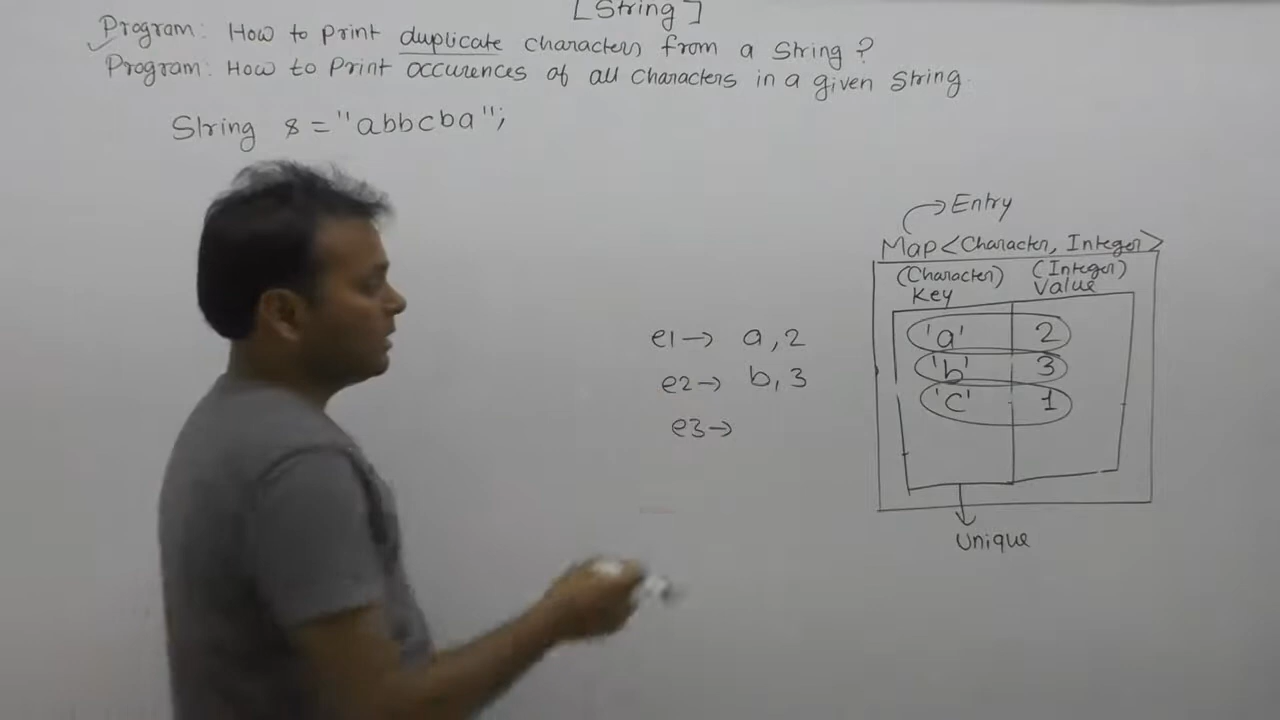 [String]
Program: How to print duplicate characters from a String?
Program: How to Print occurences of all characters in a given String.
String s = "abbcba";
Entry
Map<Character, Integer>
(Character) (Integer)
Key Value
'a' 2
'b' 3
'c' 1
e1→ a,2
e2→ b,3
e3→
Unique